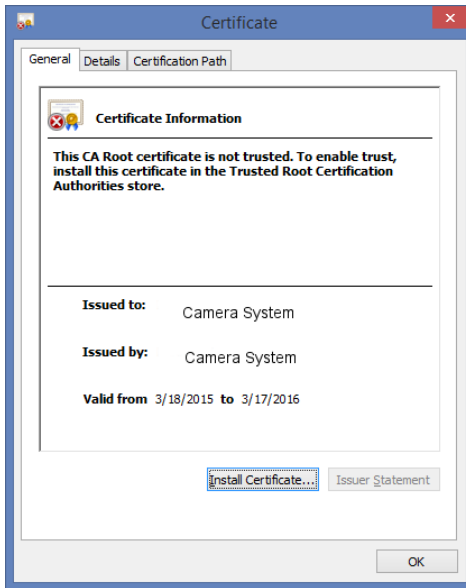 Certificate
General Details Certification Path
Certificate Information
This CA Root certificate is not trusted. To enable trust,
install this certificate in the Trusted Root Certification
Authorities store.
Issued to: Camera System
Issued by: Camera System
Valid from 3/18/2015 to 3/17/2016
Install Certificate... Issuer Statement
OK